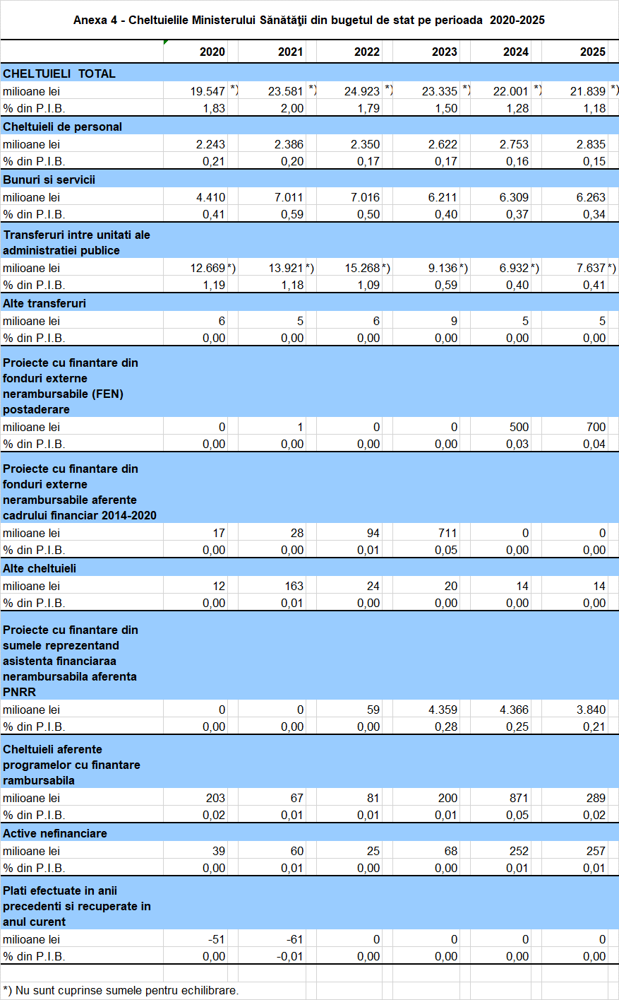 Anexa 4 - Cheltuielile Ministerului Sănătăţii din bugetul de stat pe perioada 2020-2025
2020 2021 2022 2023 2024 2025
CHELTUIELI TOTAL
milioane lei 19.547 *) 23.581 *) 24.923 *) 23.335 *) 22.001 *) 21.839 *)
% din P.I.B. 1,83 2,00 1,79 1,50 1,28 1,18
Cheltuieli de personal
milioane lei 2.243 2.386 2.350 2.622 2.753 2.835
% din P.I.B. 0,21 0,20 0,17 0,17 0,16 0,15
Bunuri si servicii
milioane lei 4.410 7.011 7.016 6.211 6.309 6.263
% din P.I.B. 0,41 0,59 0,50 0,40 0,37 0,34
Transferuri intre unitati ale
administratiei publice
milioane lei 12.669 *) 13.921 *) 15.268 *) 9.136 *) 6.932 *) 7.637 *)
% din P.I.B. 1,19 1,18 1,09 0,59 0,40 0,41
Alte transferuri
milioane lei 6 5 6 9 5 5
% din P.I.B. 0,00 0,00 0,00 0,00 0,00 0,00
Proiecte cu finantare din
fonduri externe
nerambursabile (FEN)
postaderare
milioane lei 0 1 0 0 500 700
% din P.I.B. 0,00 0,00 0,00 0,00 0,03 0,04
Proiecte cu finantare din
fonduri externe
nerambursabile aferente
cadrului financiar 2014-2020
milioane lei 17 28 94 711 0 0
% din P.I.B. 0,00 0,00 0,01 0,05 0,00 0,00
Alte cheltuieli
milioane lei 12 163 24 20 14 14
% din P.I.B. 0,00 0,01 0,00 0,00 0,00 0,00
Proiecte cu finantare din
sumele reprezentand
asistenta financiaraa
nerambursabila aferenta
PNRR
milioane lei 0 0 59 4.359 4.366 3.840
% din P.I.B. 0,00 0,00 0,00 0,28 0,25 0,21
Cheltuieli aferente
programelor cu finantare
rambursabila
milioane lei 203 67 81 200 871 289
% din P.I.B. 0,02 0,01 0,01 0,01 0,05 0,02
Active nefinanciare
milioane lei 39 60 25 68 252 257
% din P.I.B. 0,00 0,01 0,00 0,00 0,01 0,01
Plati efectuate in anii
precedenti si recuperate in
anul curent
milioane lei -51 -61 0 0 0 0
% din P.I.B. 0,00 -0,01 0,00 0,00 0,00 0,00
*) Nu sunt cuprinse sumele pentru echilibrare.